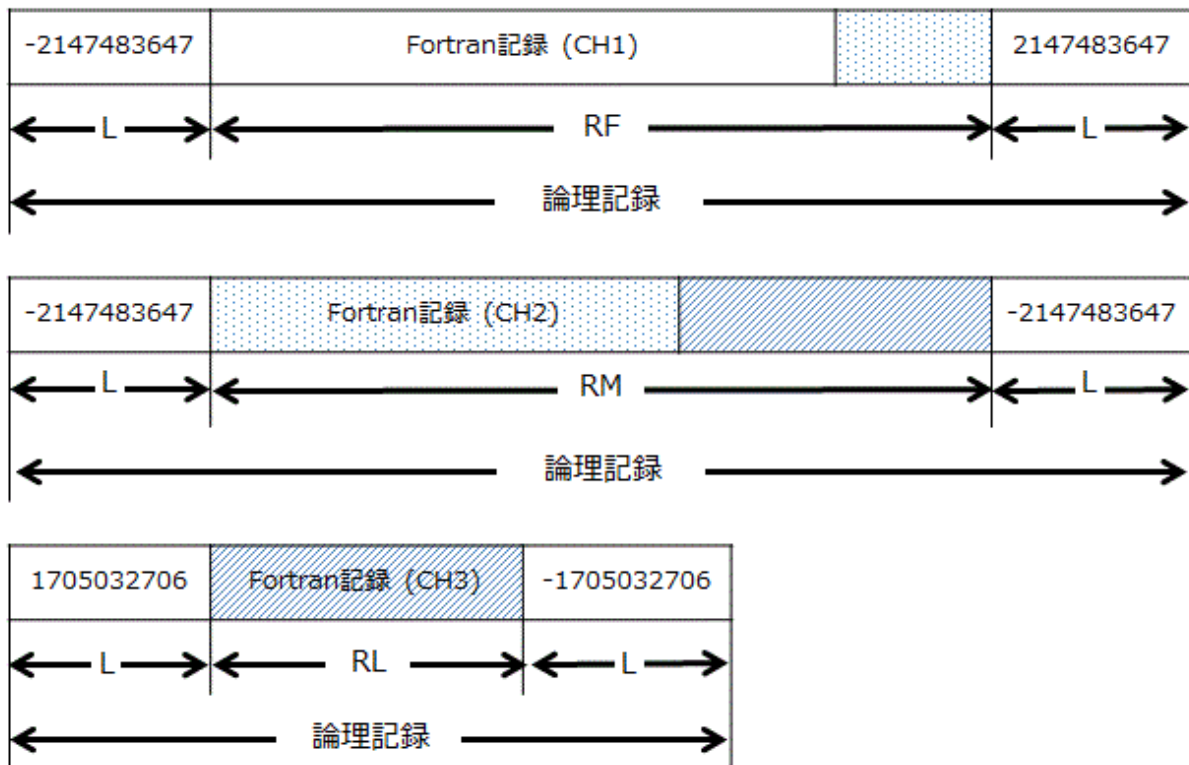 -2147483647 Fortran記録 (CH1) 2147483647
L RF L
論理記録
-2147483647 Fortran記録 (CH2) -2147483647
L RM L
論理記録
1705032706 Fortran記録 (CH3) -1705032706
L RL L
論理記録